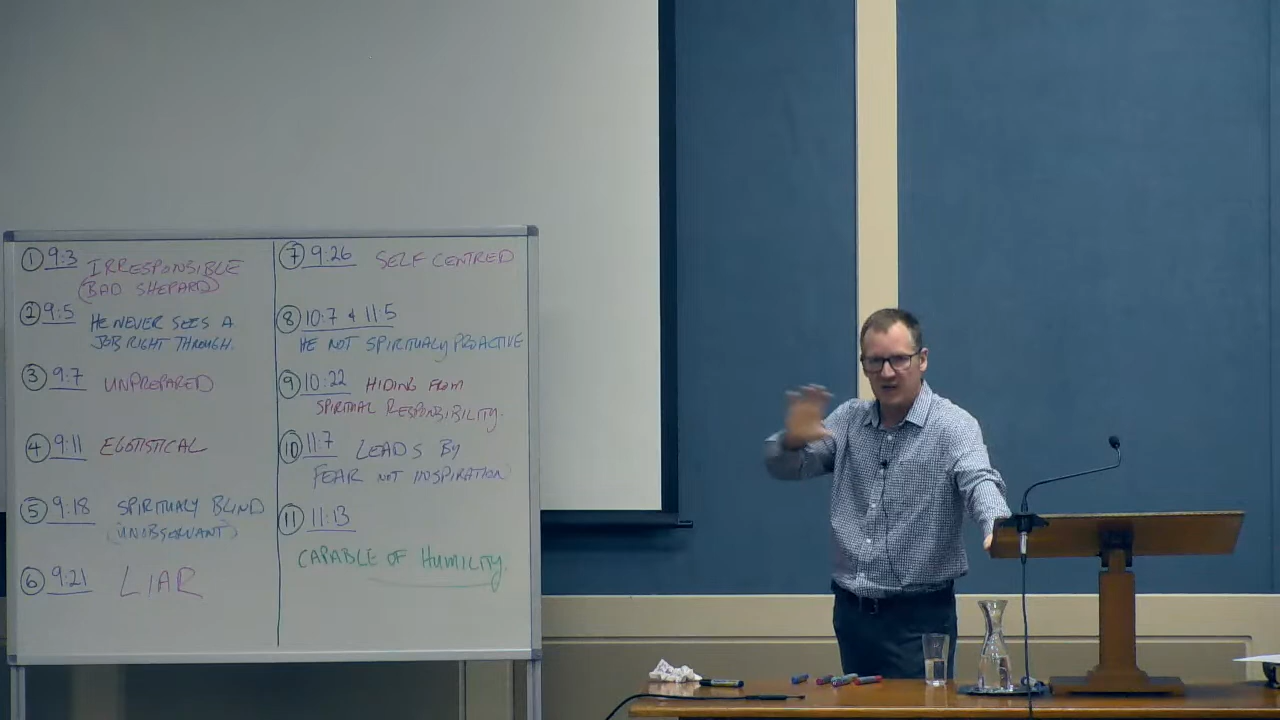 ① 9:3 IRRESPONSIBLE
(BAD SHEPARD)
② 9:5 HE NEVER SEES A
JOB RIGHT THROUGH.
③ 9:7 UNPREPARED
④ 9:11 EGOTISTICAL
⑤ 9:18 SPIRITUALY BLIND
(UNOBSERVANT)
⑥ 9:21 LIAR
⑦ 9:26 SELF CENTRED
⑧ 10:7 & 11:5
HE NOT SPIRITUALY PROACTIVE
⑨ 10:22 HIDING FROM
SPIRITUAL RESPONSIBILITY.
⑩ 11:7 LEADS BY
FEAR NOT INSPIRATION
⑪ 11:13
CAPABLE OF HUMILITY.